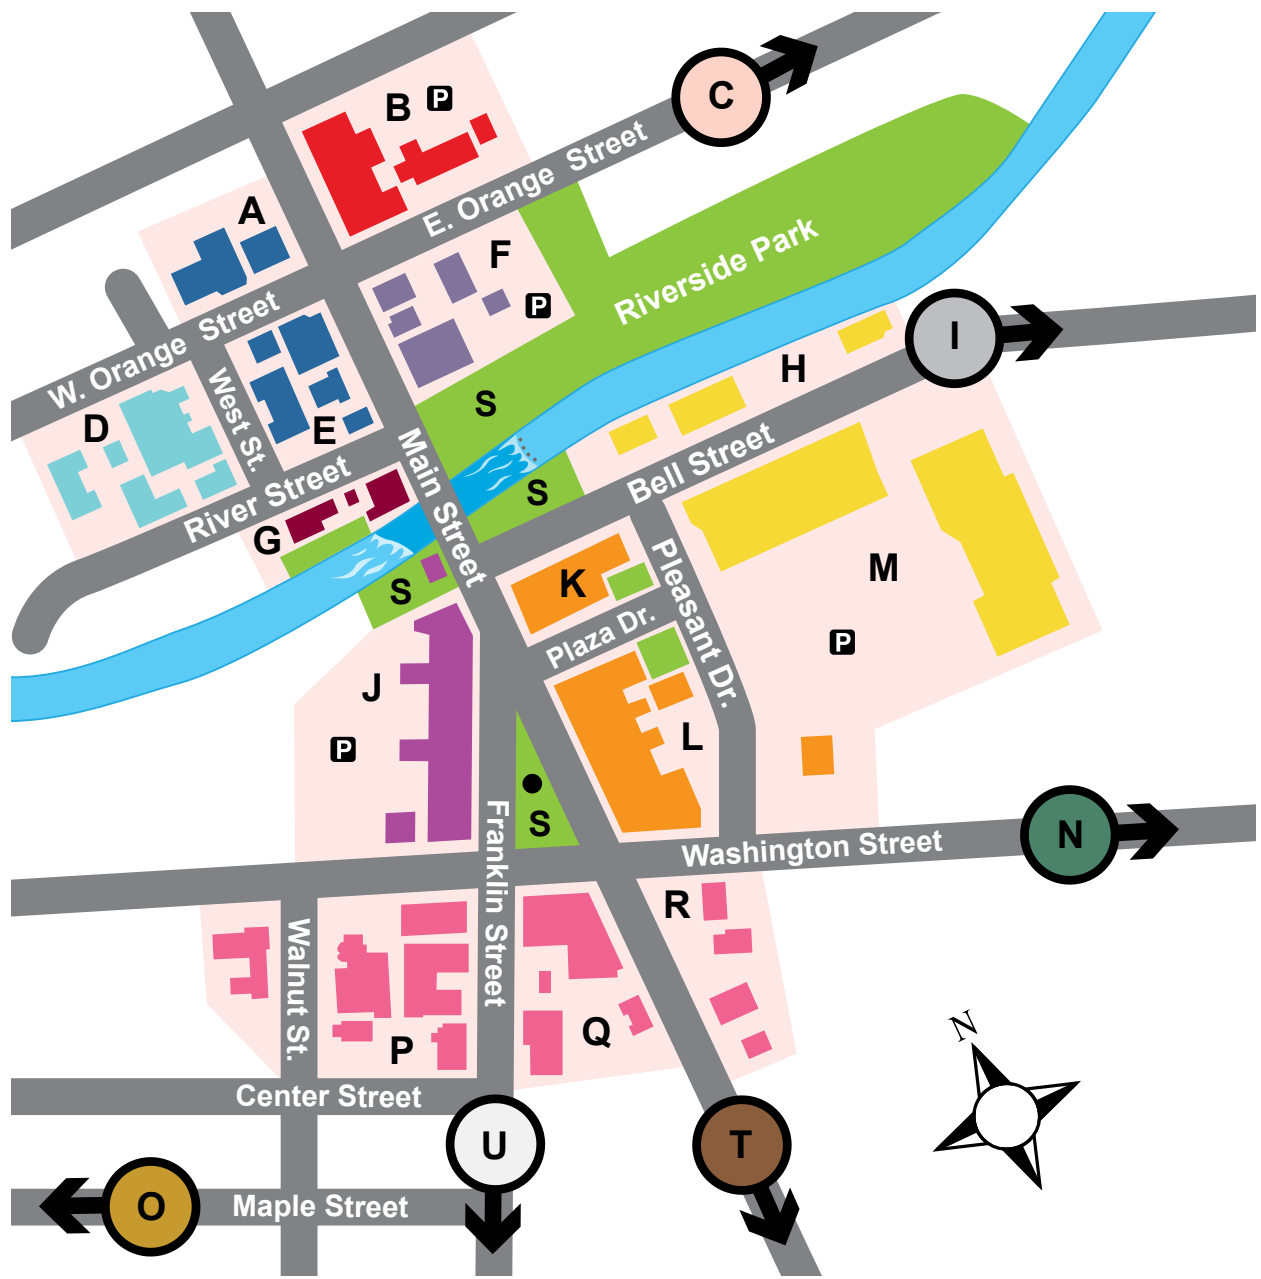 C
B
P
E. Orange Street
A
F
P
Riverside Park
W. Orange Street
I
H
S
D
West St.
E
Main Street
Bell Street
River Street
S
G
Pleasant Dr.
M
K
S
Plaza Dr.
P
J
L
P
S
Franklin Street
Washington Street
N
R
Walnut St.
Q
P
N
Center Street
U
T
O
Maple Street